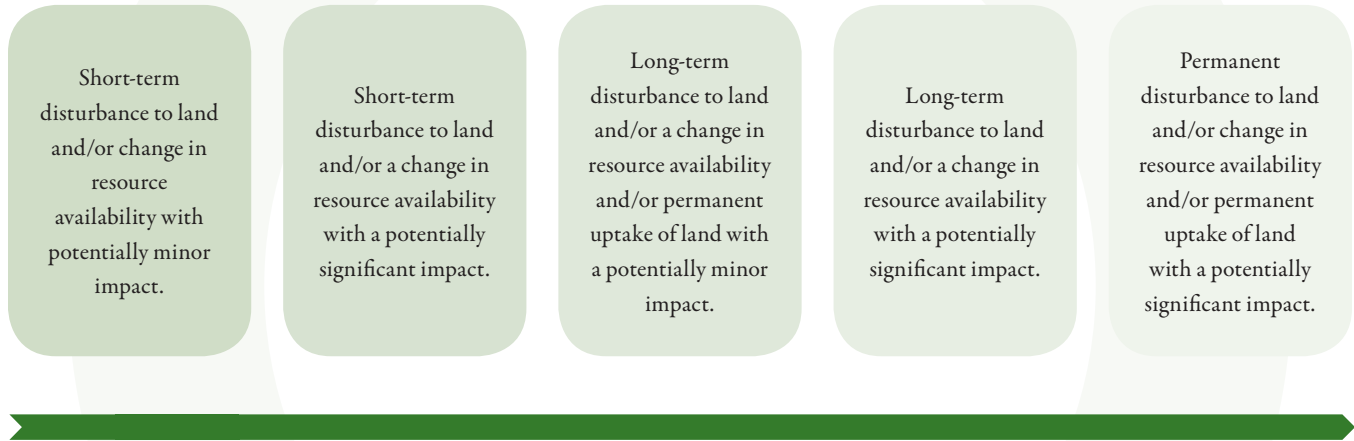 Short-term
disturbance to land
and/or change in
resource
availability with
potentially minor
impact.
Short-term
disturbance to land
and/or a change in
resource availability
with a potentially
significant impact.
Long-term
disturbance to land
and/or a change in
resource availability
and/or permanent
uptake of land with
a potentially minor
impact.
Long-term
disturbance to land
and/or a change in
resource availability
with a potentially
significant impact.
Permanent
disturbance to land
and/or change in
resource availability
and/or permanent
uptake of land
with a potentially
significant impact.